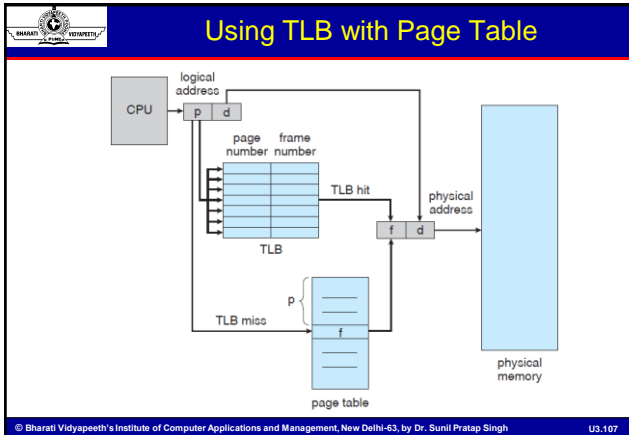 BHARATI VIDYAPEETH
PUNE
Using TLB with Page Table
logical
address
CPU
p d
page
number
frame
number
TLB hit
TLB
physical
address
f d
p
TLB miss
f
page table
physical
memory
© Bharati Vidyapeeth's Institute of Computer Applications and Management, New Delhi-63, by Dr. Sunil Pratap Singh
U3.107